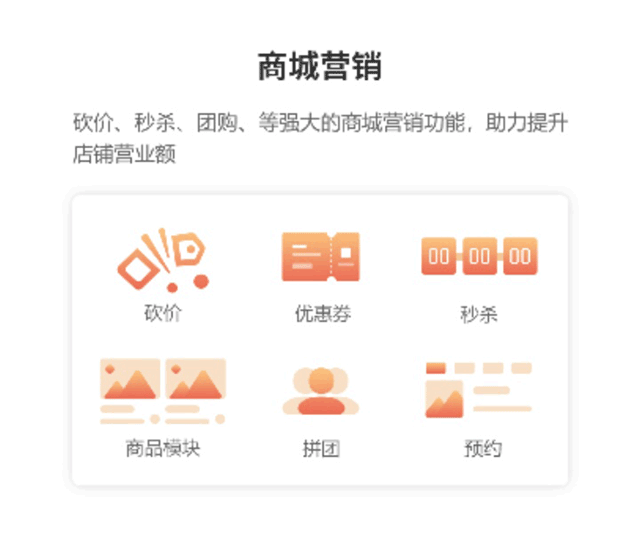 商城营销
砍价、秒杀、团购、等强大的商城营销功能，助力提升
店铺营业额
00 00 00
砍价 优惠券 秒杀
商品模块 拼团 预约